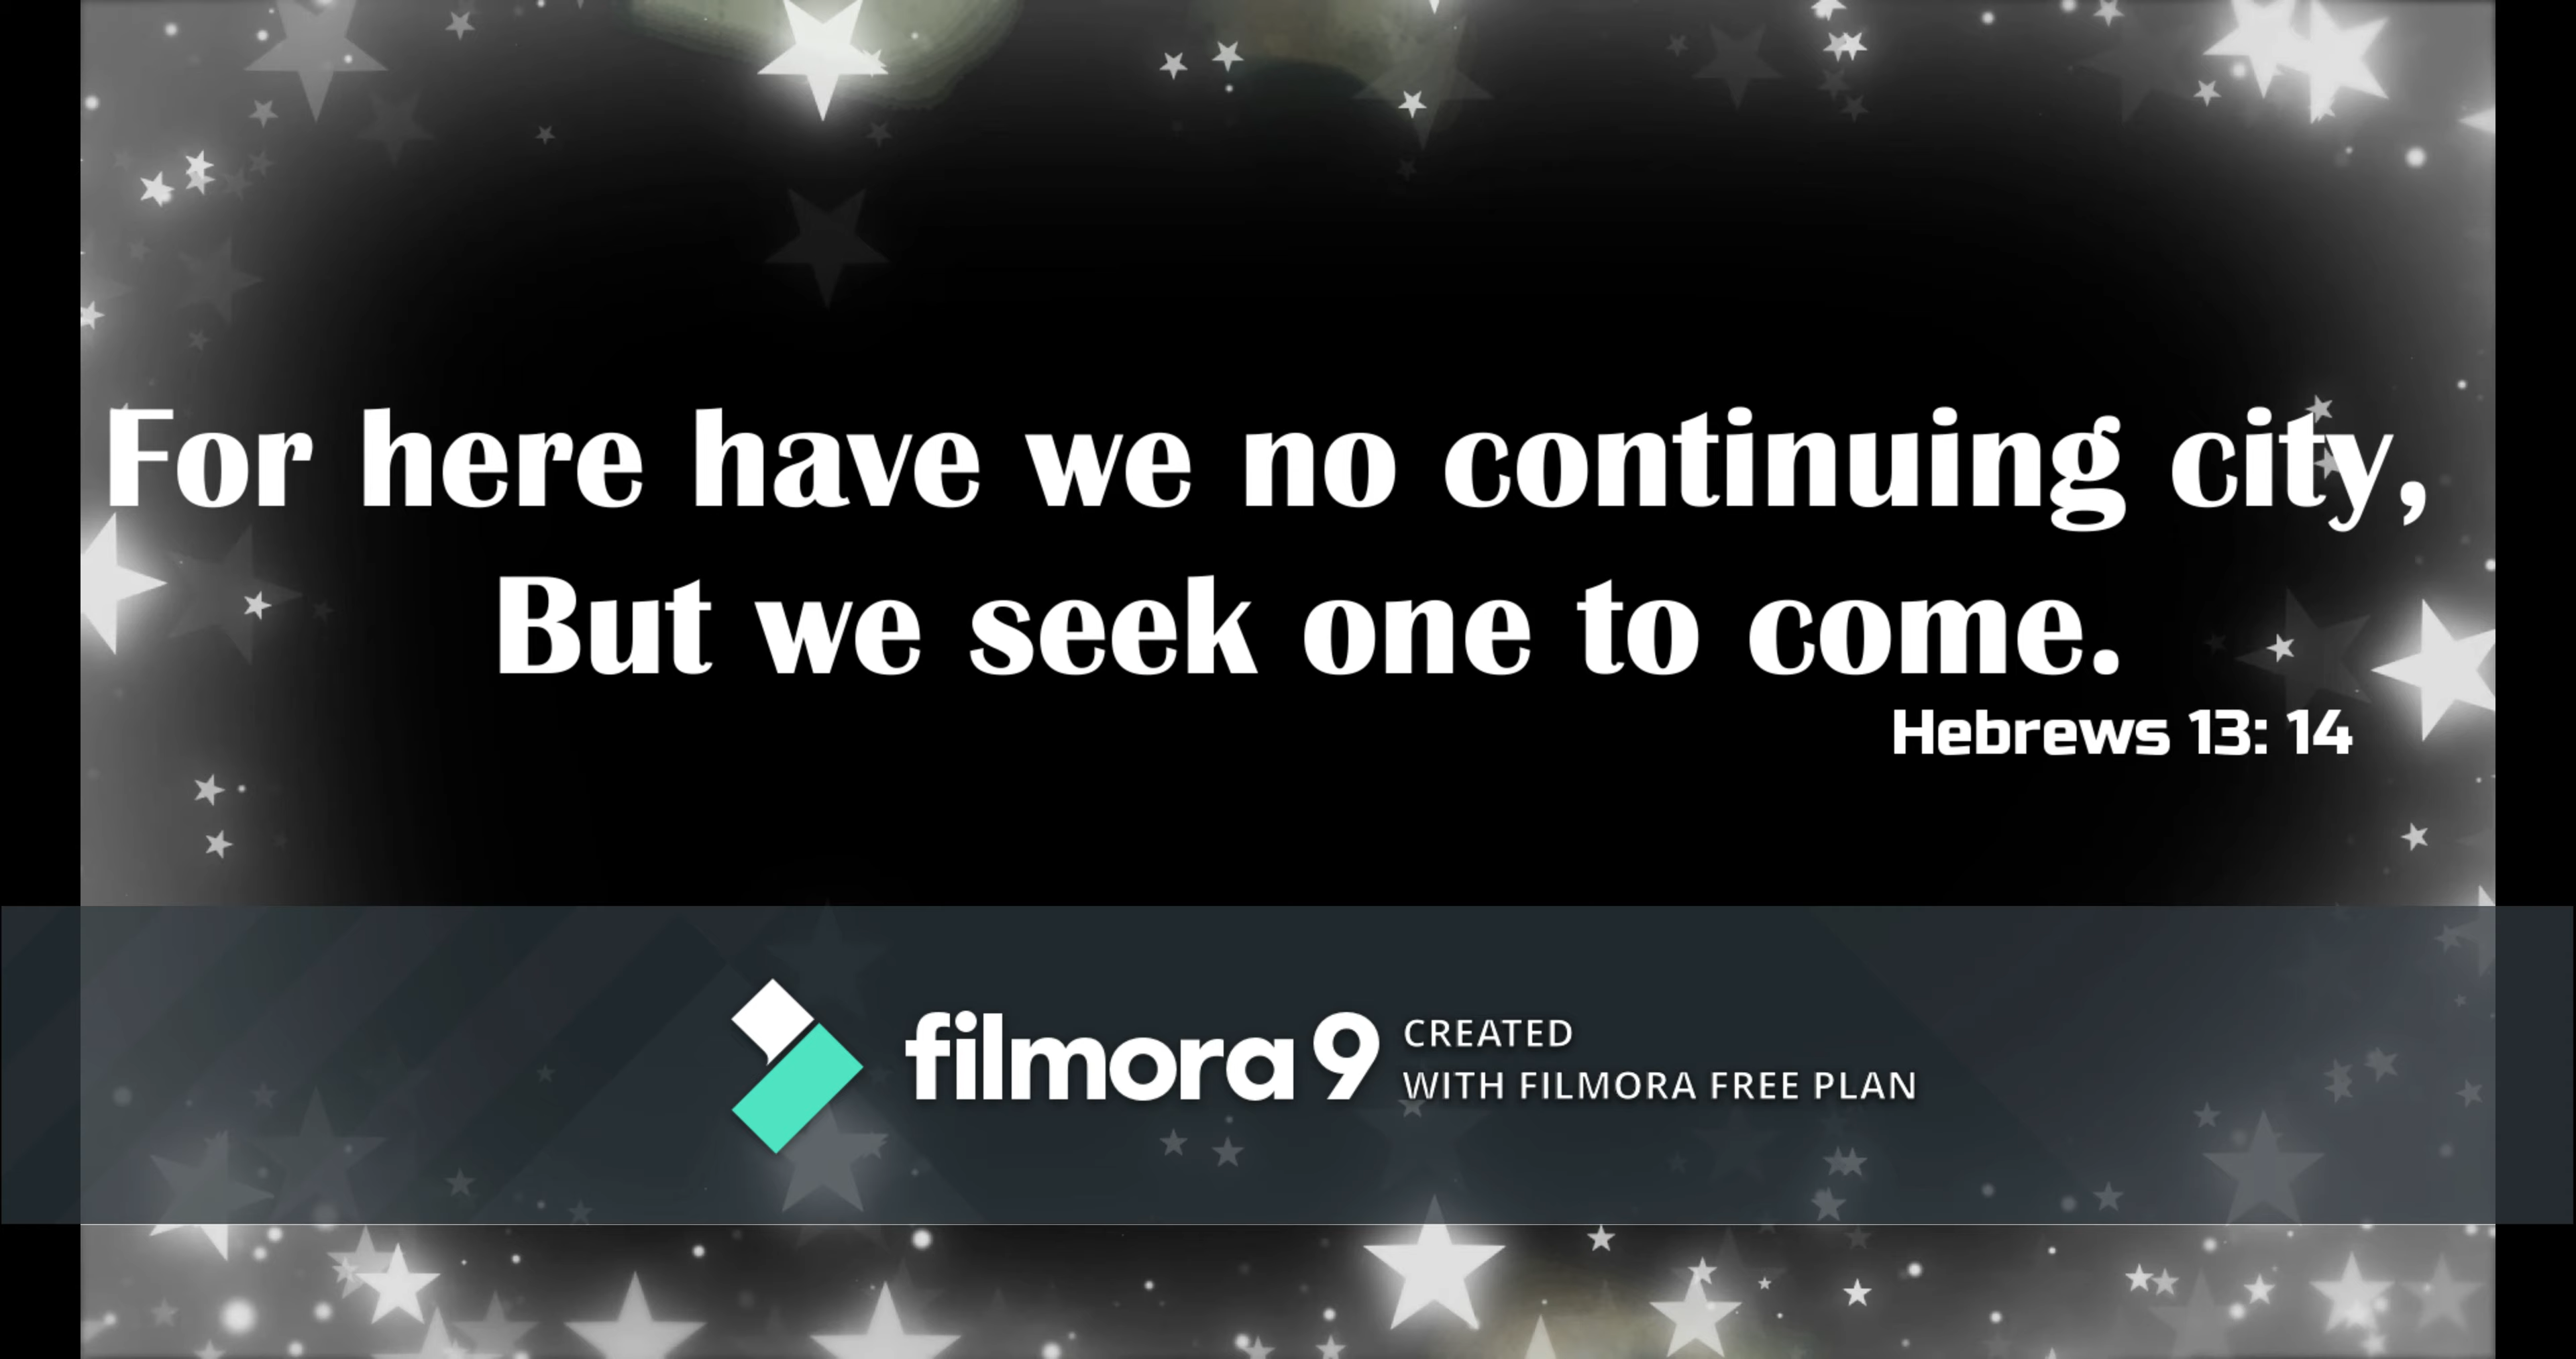 For here have we no continuing city,
But we seek one to come.
Hebrews 13: 14
filmora 9 CREATED
WITH FILMORA FREE PLAN